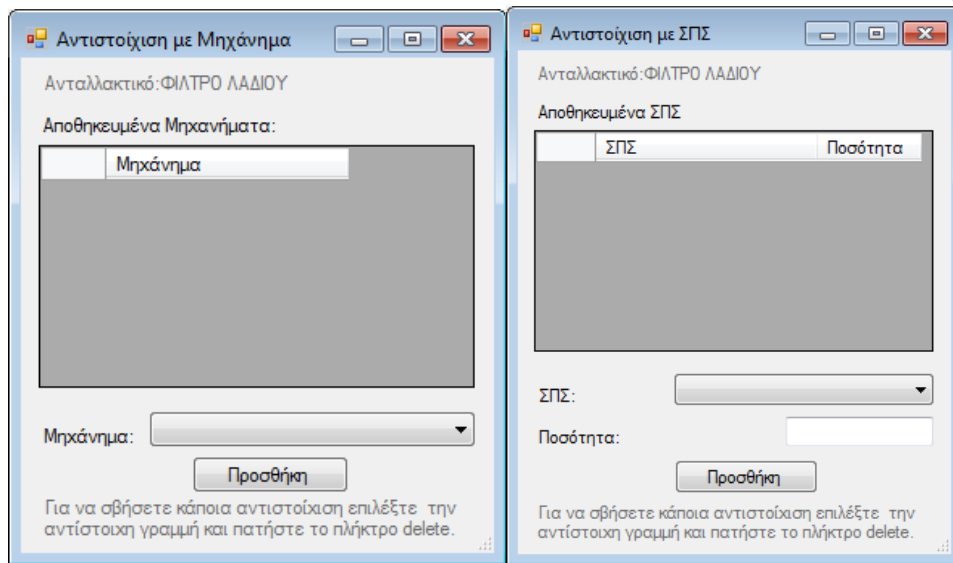 Αντιστοίχιση με Μηχάνημα
Ανταλλακτικό:ΦΙΛΤΡΟ ΛΑΔΙΟΥ
Αποθηκευμένα Μηχανήματα:
Μηχάνημα
Μηχάνημα:
Προσθήκη
Για να σβήσετε κάποια αντιστοίχιση επιλέξτε την
αντίστοιχη γραμμή και πατήστε το πλήκτρο delete.
Αντιστοίχιση με ΣΠΣ
Ανταλλακτικό:ΦΙΛΤΡΟ ΛΑΔΙΟΥ
Αποθηκευμένα ΣΠΣ
ΣΠΣ Ποσότητα
ΣΠΣ:
Ποσότητα:
Προσθήκη
Για να σβήσετε κάποια αντιστοίχιση επιλέξτε την
αντίστοιχη γραμμή και πατήστε το πλήκτρο delete.